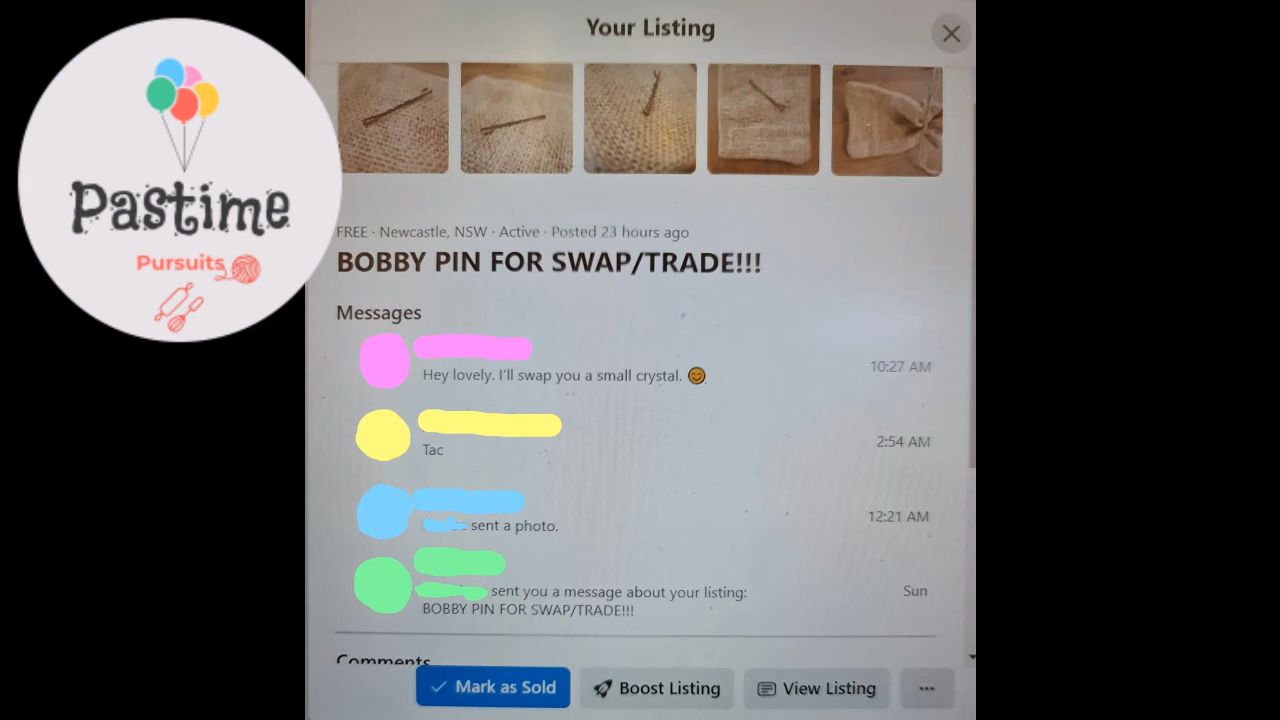 Your Listing
Pastime
Pursuits
FREE · Newcastle, NSW · Active · Posted 23 hours ago
BOBBY PIN FOR SWAP/TRADE!!!
Messages
Hey lovely. I'll swap you a small crystal. 😊
10:27 AM
Tac
2:54 AM
sent a photo.
12:21 AM
sent you a message about your listing:
Sun
BOBBY PIN FOR SWAP/TRADE!!!
Comments
Mark as Sold
Boost Listing
View Listing
...